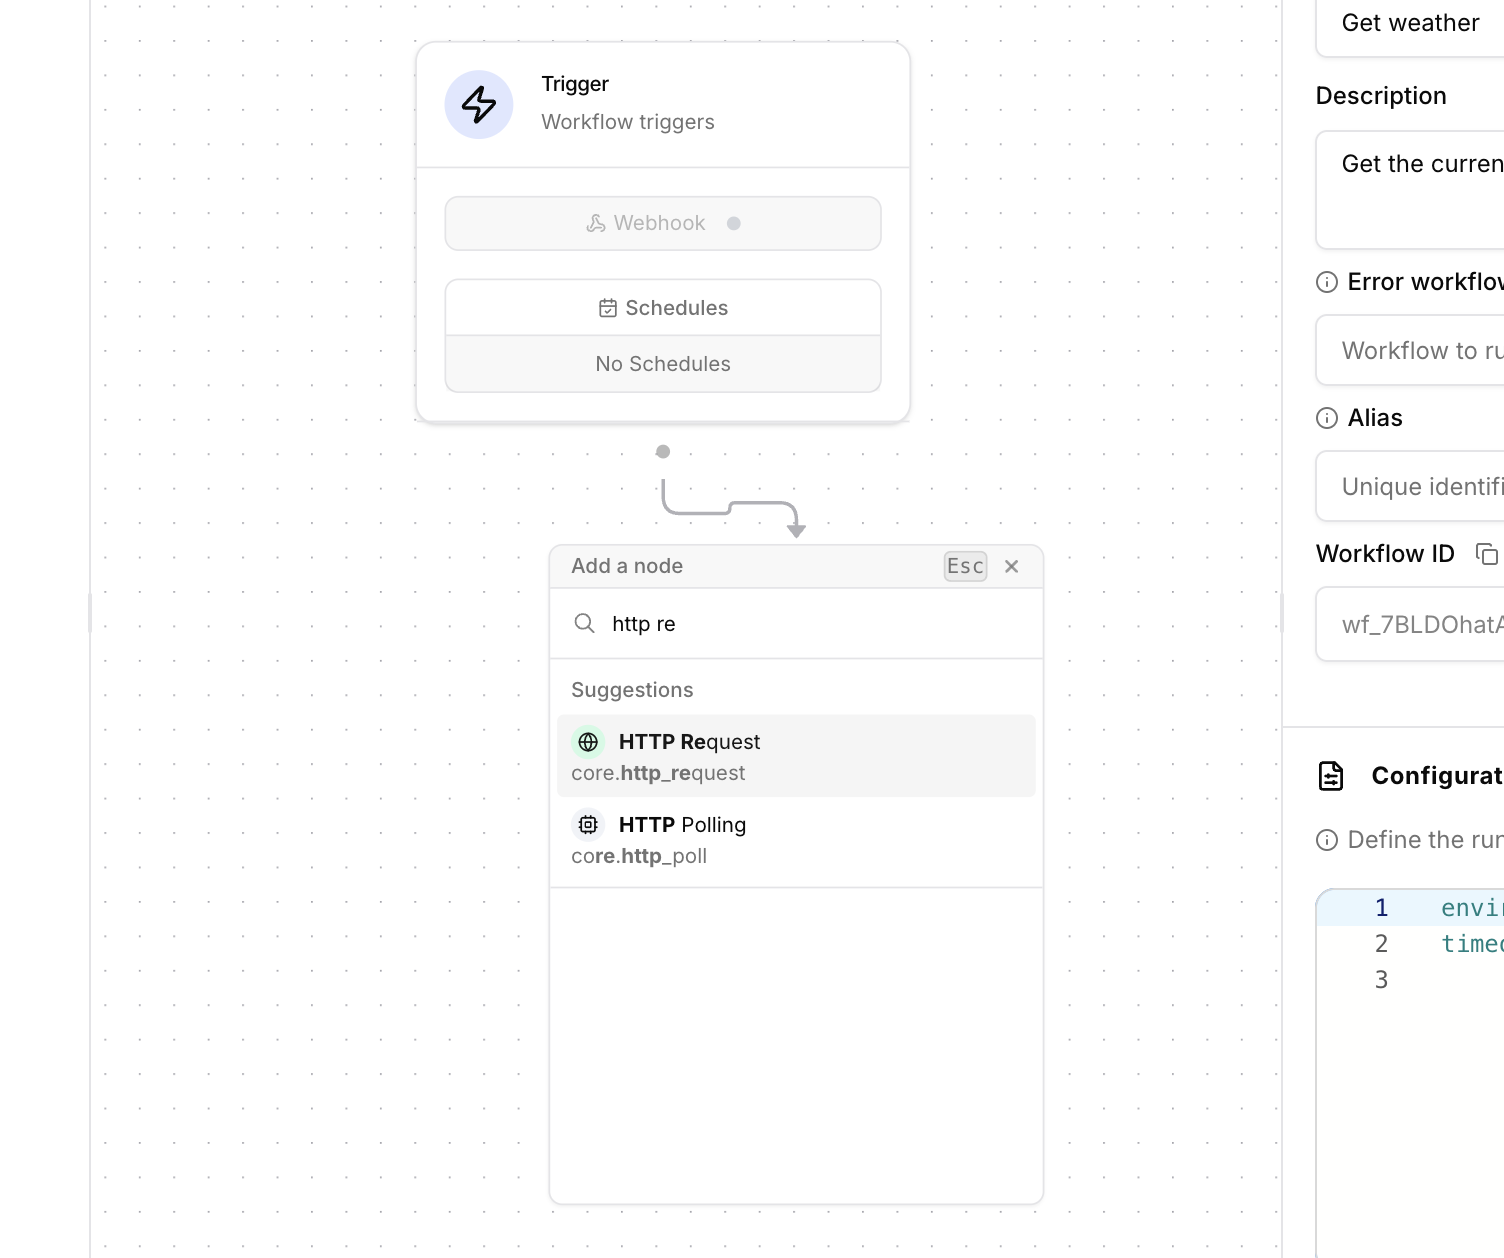 Trigger
Workflow triggers
Webhook
Schedules
No Schedules
Add a node
Esc
http re
Suggestions
HTTP Request
core.http_request
HTTP Polling
core.http_poll
Get weather
Description
Get the curren
Error workflow
Workflow to ru
Alias
Unique identifi
Workflow ID
wf_7BLDOhatA
Configurat
Define the run
1 envir
2 timeo
3